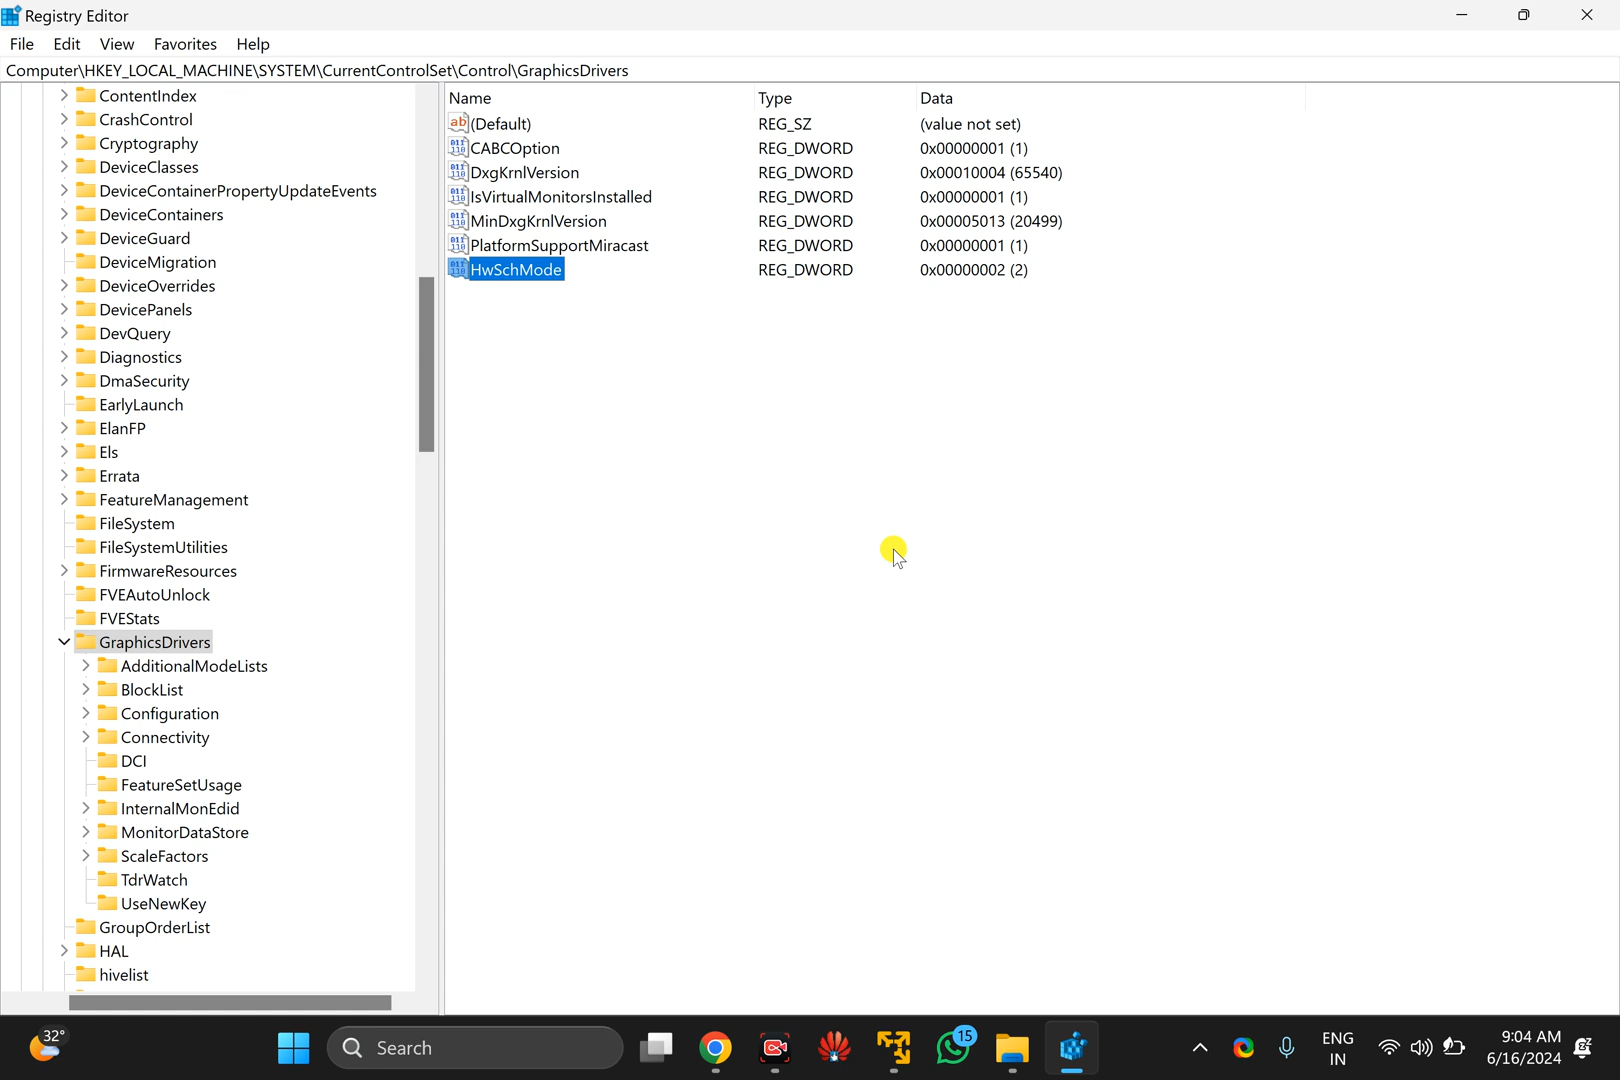 Registry Editor
File Edit View Favorites Help
Computer\HKEY_LOCAL_MACHINE\SYSTEM\CurrentControlSet\Control\GraphicsDrivers
ContentIndex
CrashControl
Cryptography
DeviceClasses
DeviceContainerPropertyUpdateEvents
DeviceContainers
DeviceGuard
DeviceMigration
DeviceOverrides
DevicePanels
DevQuery
Diagnostics
DmaSecurity
EarlyLaunch
ElanFP
Els
Errata
FeatureManagement
FileSystem
FileSystemUtilities
FirmwareResources
FVEAutoUnlock
FVEStats
GraphicsDrivers
AdditionalModeLists
BlockList
Configuration
Connectivity
DCI
FeatureSetUsage
InternalMonEdid
MonitorDataStore
ScaleFactors
TdrWatch
UseNewKey
GroupOrderList
HAL
hivelist
Name Type Data
(Default) REG_SZ (value not set)
CABCOption REG_DWORD 0x00000001 (1)
DxgKrnlVersion REG_DWORD 0x00010004 (65540)
IsVirtualMonitorsInstalled REG_DWORD 0x00000001 (1)
MinDxgKrnlVersion REG_DWORD 0x00005013 (20499)
PlatformSupportMiracast REG_DWORD 0x00000001 (1)
HwSchMode REG_DWORD 0x00000002 (2)
32°
Search
15
ENG
IN
9:04 AM
6/16/2024